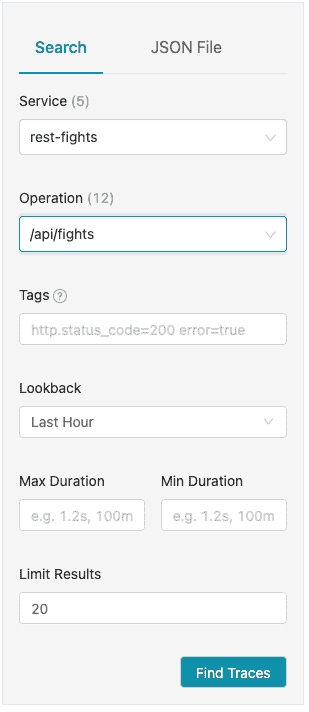 Search JSON File
Service (5)
rest-fights
Operation (12)
/api/fights
Tags ?
http.status_code=200 error=true
Lookback
Last Hour
Max Duration Min Duration
e.g. 1.2s, 100m e.g. 1.2s, 100m
Limit Results
20
Find Traces